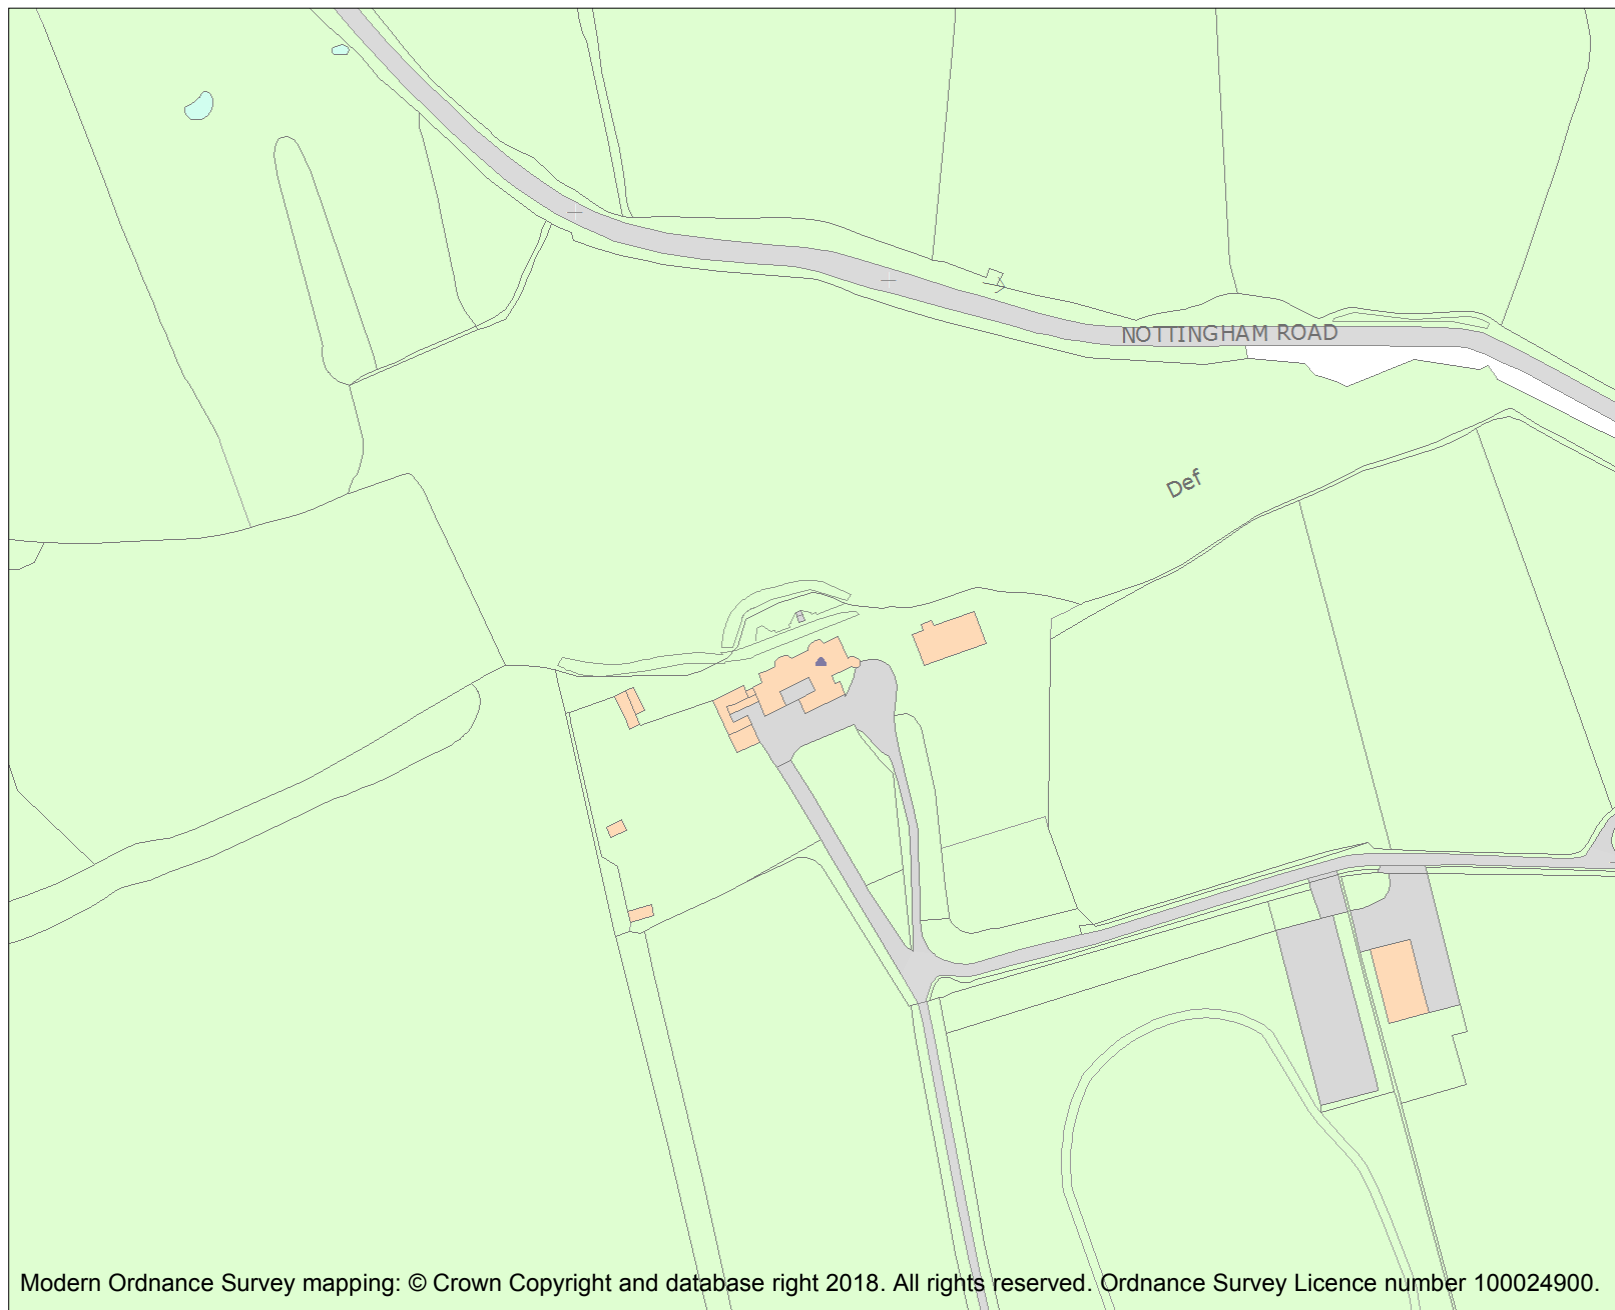 NOTTINGHAM ROAD
Def
Modern Ordnance Survey mapping: © Crown Copyright and database right 2018. All rights reserved. Ordnance Survey Licence number 100024900.